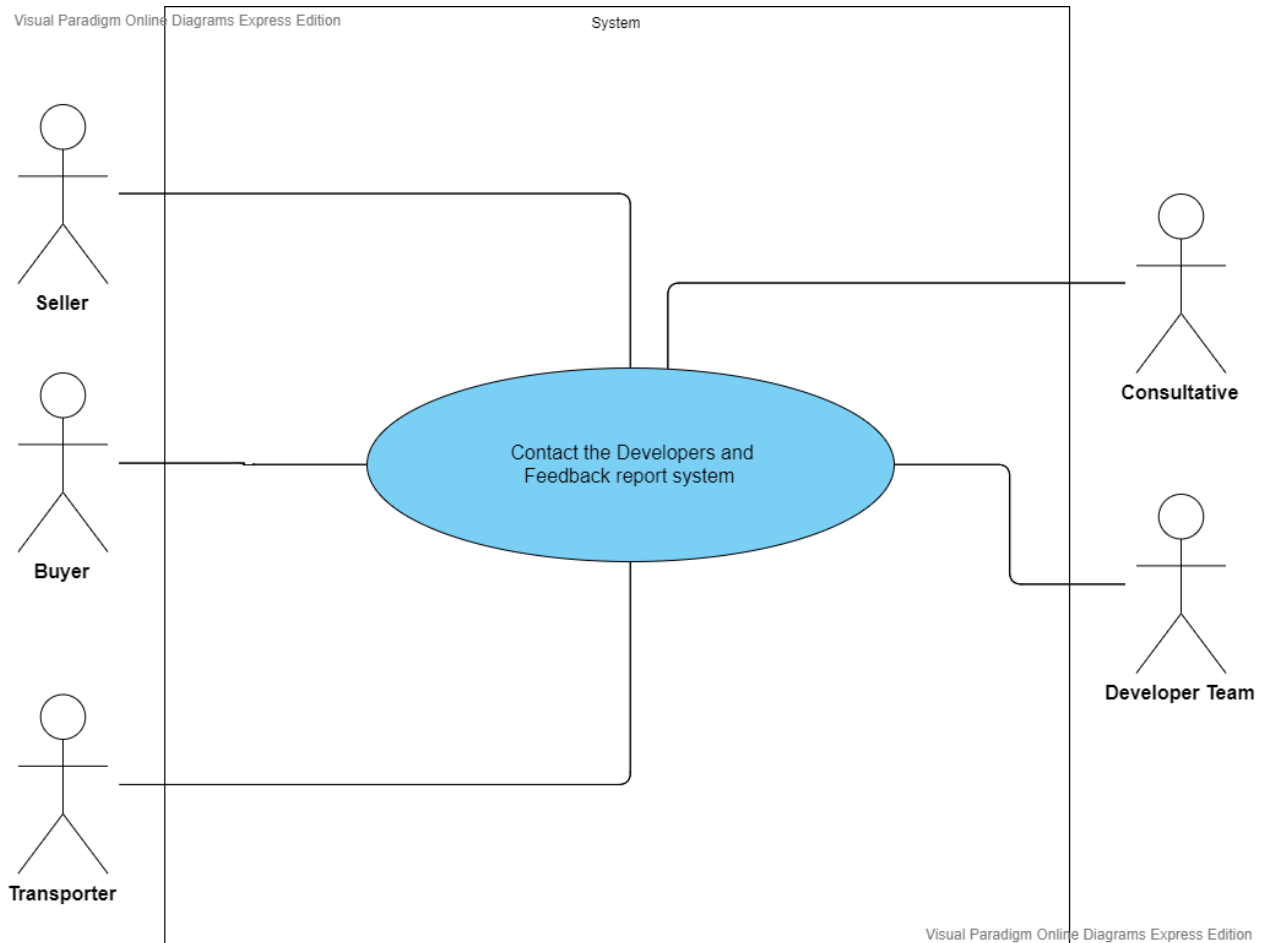 Visual Paradigm Online Diagrams Express Edition
System
Seller
Consultative
Contact the Developers and
Feedback report system
Buyer
Developer Team
Transporter
Visual Paradigm Online Diagrams Express Edition